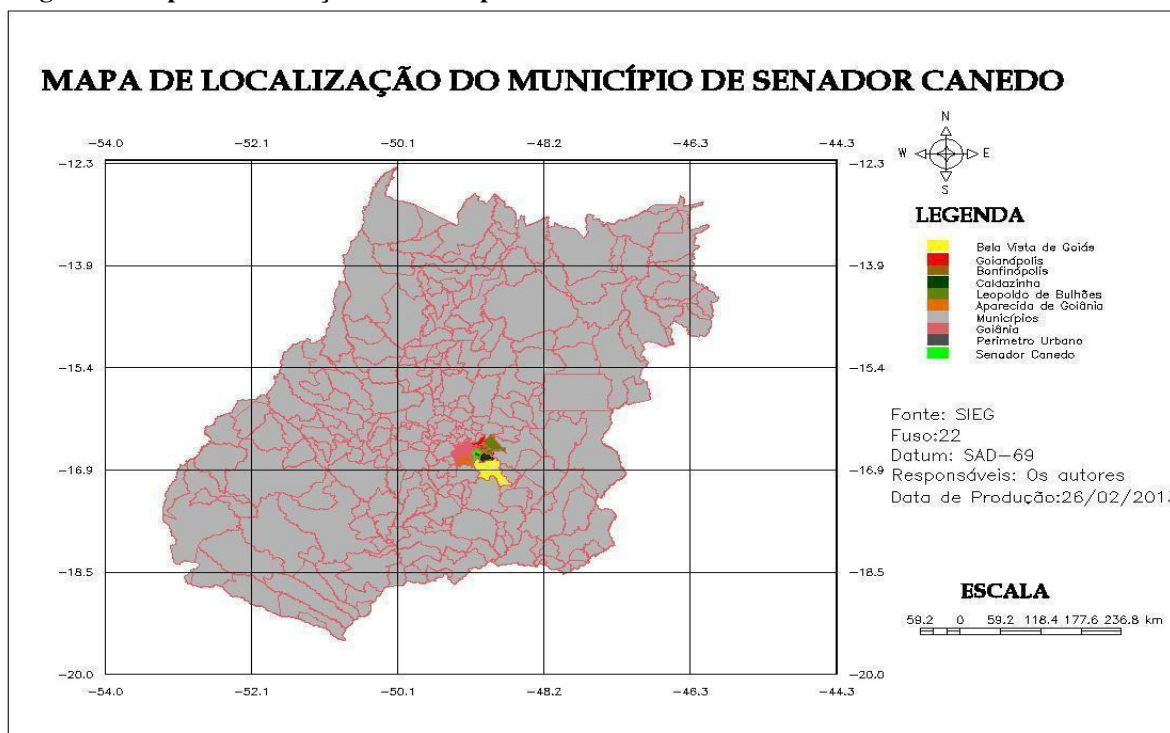 MAPA DE LOCALIZAÇÃO DO MUNICÍPIO DE SENADOR CANEDO
-54.0 -52.1 -50.1 -48.2 -46.3 -44.3
-12.3 -12.3
-13.9 -13.9
-15.4 -15.4
-16.9 -16.9
-18.5 -18.5
-20.0 -20.0
-54.0 -52.1 -50.1 -48.2 -46.3 -44.3
N
W E
S
LEGENDA
Bela Vista de Goiás
Goianápolis
Bonfinópolis
Caldazinha
Leopoldo de Bulhões
Aparecida de Goiânia
Municípios
Goiânia
Perimetro Urbano
Senador Canedo
Fonte: SIEG
Fuso:22
Datum: SAD-69
Responsáveis: Os autores
Data de Produção:26/02/2013
ESCALA
59.2 0 59.2 118.4 177.6 236.8 km